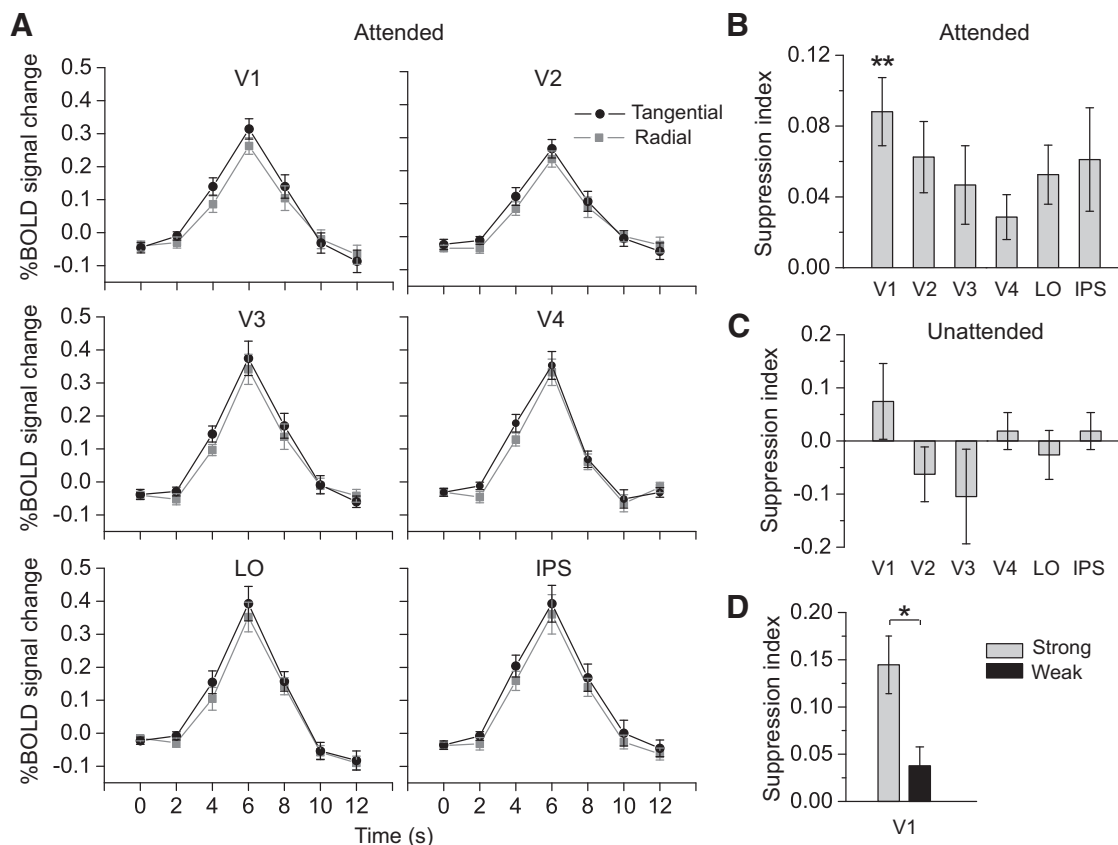 A
Attended
V1
V2
Tangential
Radial
%BOLD signal change
0.5
0.4
0.3
0.2
0.1
0.0
-0.1
V3
V4
%BOLD signal change
0.5
0.4
0.3
0.2
0.1
0.0
-0.1
LO
IPS
%BOLD signal change
0.5
0.4
0.3
0.2
0.1
0.0
-0.1
0 2 4 6 8 10 12
0 2 4 6 8 10 12
Time (s)
B
Attended
Suppression index
0.12
0.08
0.04
0.00
**
V1 V2 V3 V4 LO IPS
C
Unattended
Suppression index
0.2
0.1
0.0
-0.1
-0.2
V1 V2 V3 V4 LO IPS
D
Suppression index
0.20
0.15
0.10
0.05
0.00
*
Strong
Weak
V1